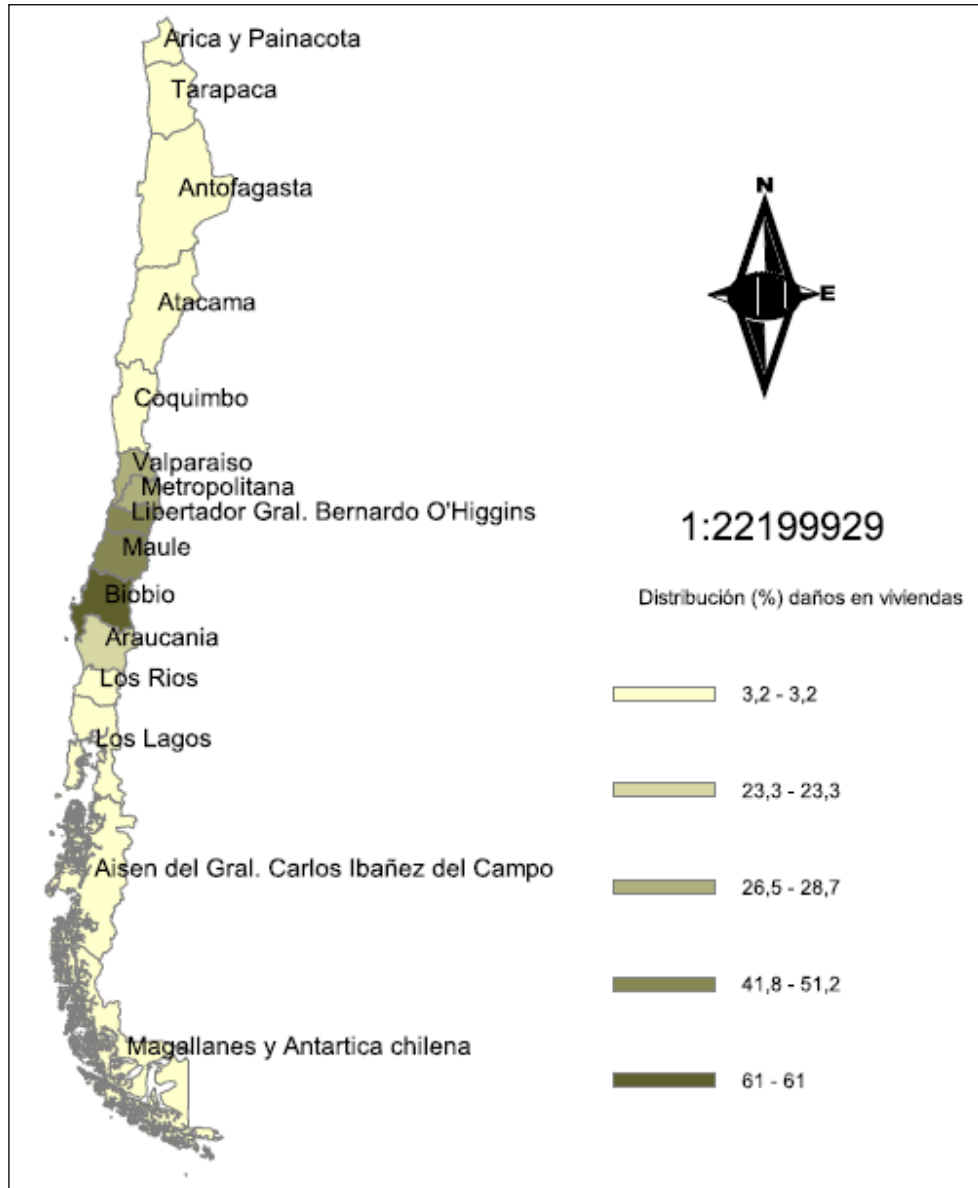 Arica y Painacota
Tarapaca
Antofagasta
N
E
Atacama
Coquimbo
Valparaiso
Metropolitana
Libertador Gral. Bernardo O'Higgins
1:22199929
Maule
Biobio
Distribución (%) daños en viviendas
Araucania
Los Rios
3,2 - 3,2
Los Lagos
23,3 - 23,3
Aisen del Gral. Carlos Ibañez del Campo
26,5 - 28,7
41,8 - 51,2
Magallanes y Antartica chilena
61 - 61